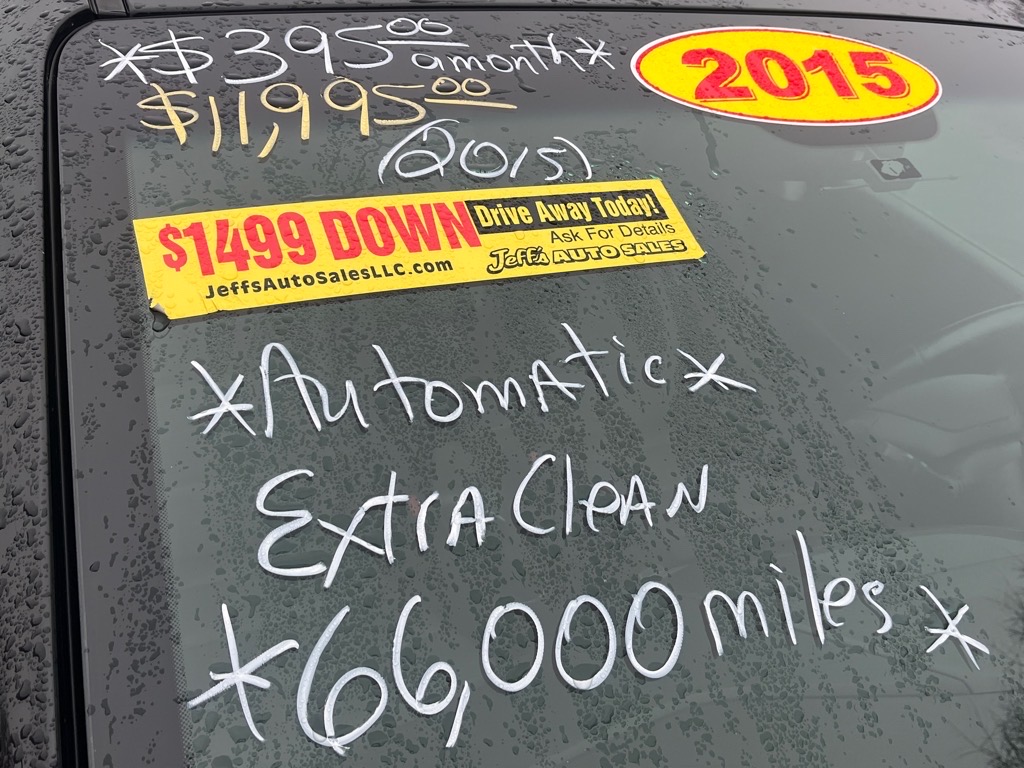 *$395.00 a month*
2015
$11,995.00
(2015)
$1499 DOWN
Drive Away Today!
Ask For Details
JeffsAutoSalesLLC.com
Jeff's AUTO SALES
*Automatic*
Extra Clean
*66,000 miles*